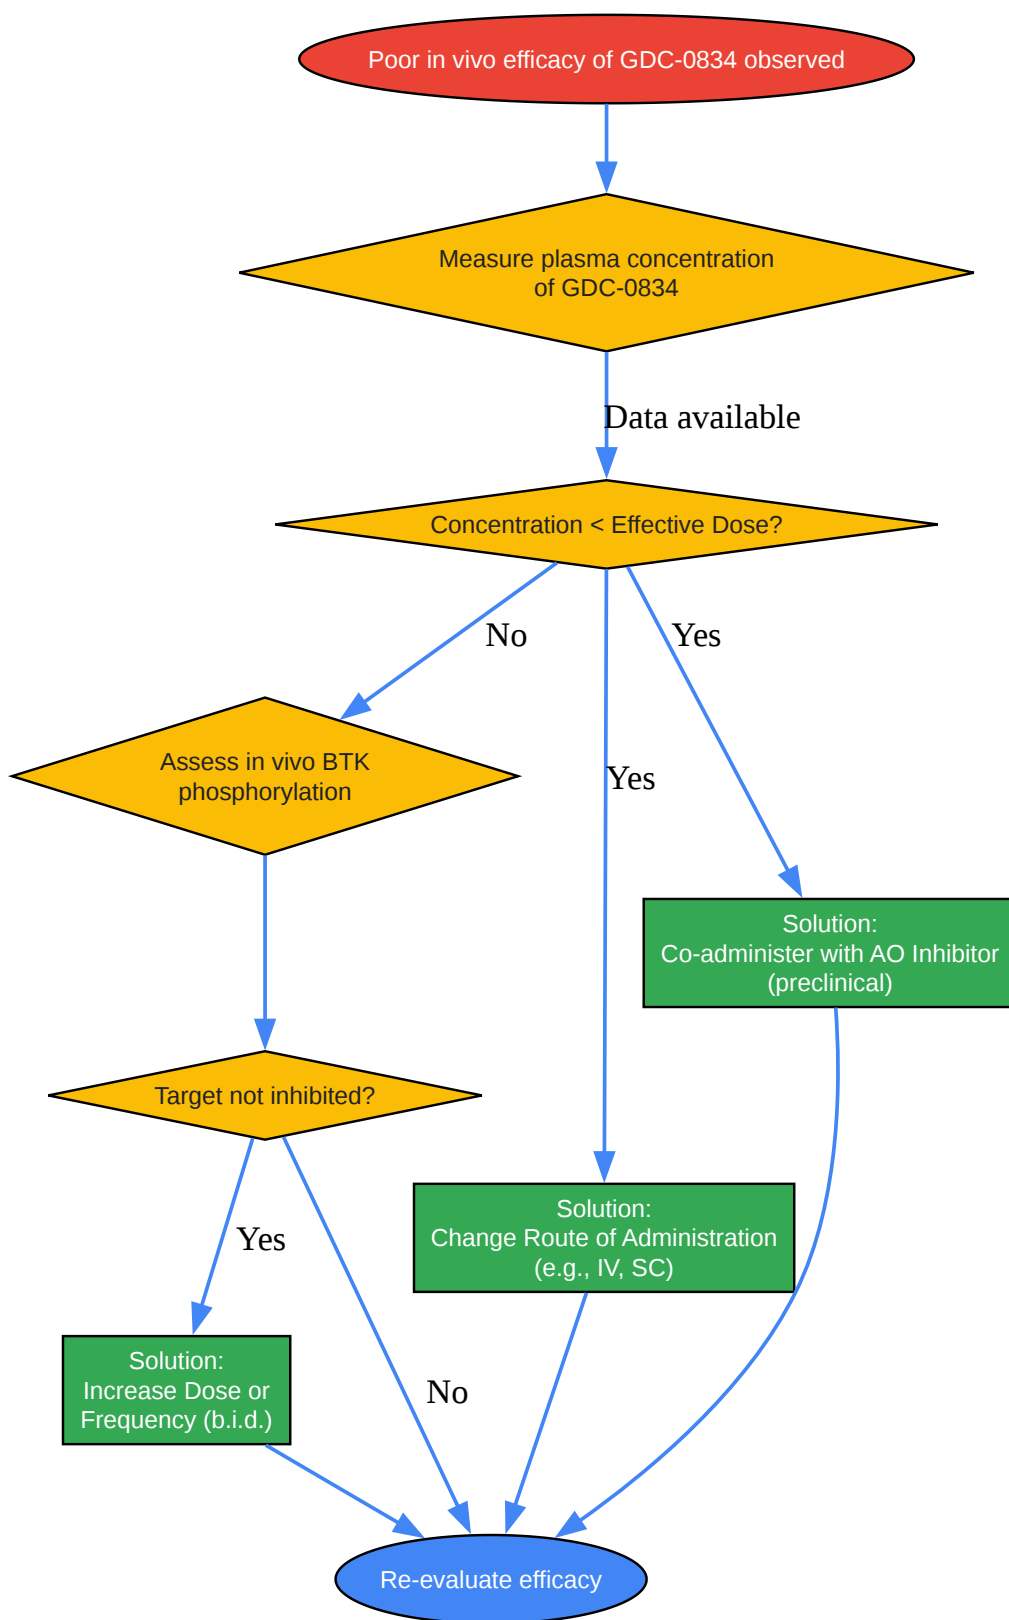 Poor in vivo efficacy of GDC-0834 observed
Measure plasma concentration
of GDC-0834
Data available
Concentration < Effective Dose?
No
Yes
Assess in vivo BTK
phosphorylation
Yes
Solution:
Co-administer with AO Inhibitor
(preclinical)
Target not inhibited?
Yes
Solution:
Change Route of Administration
(e.g., IV, SC)
Solution:
Increase Dose or
Frequency (b.i.d.)
No
Re-evaluate efficacy